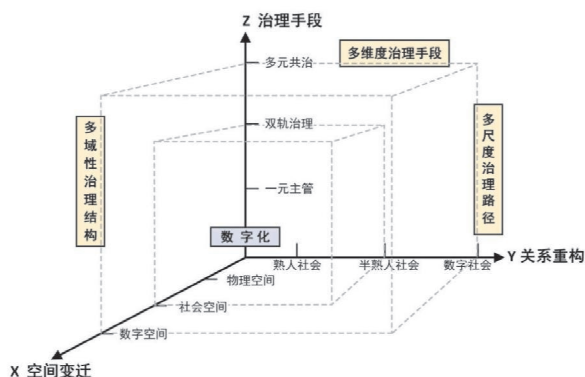 Z 治理手段
多元共治
多维度治理手段
双轨治理
多域性治理结构
多尺度治理路径
一元主管
数字化
Y 关系重构
熟人社会
半熟人社会
数字社会
物理空间
社会空间
数字空间
X 空间变迁